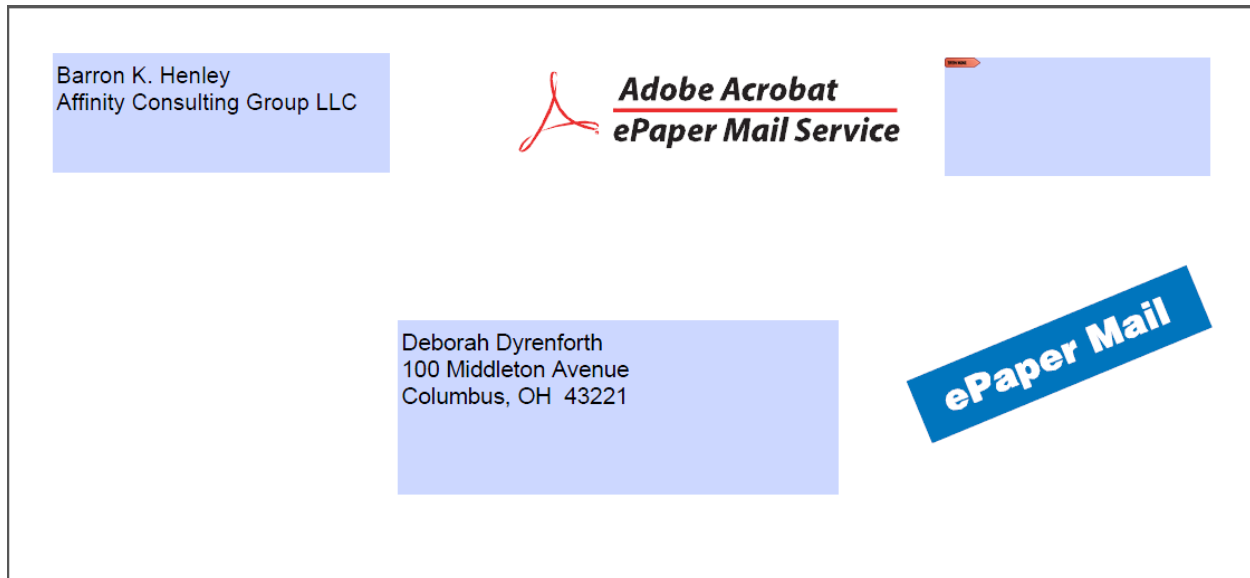 Barron K. Henley
Affinity Consulting Group LLC
Adobe Acrobat
ePaper Mail Service
ePaper Mail
Deborah Dyrenforth
100 Middleton Avenue
Columbus, OH  43221